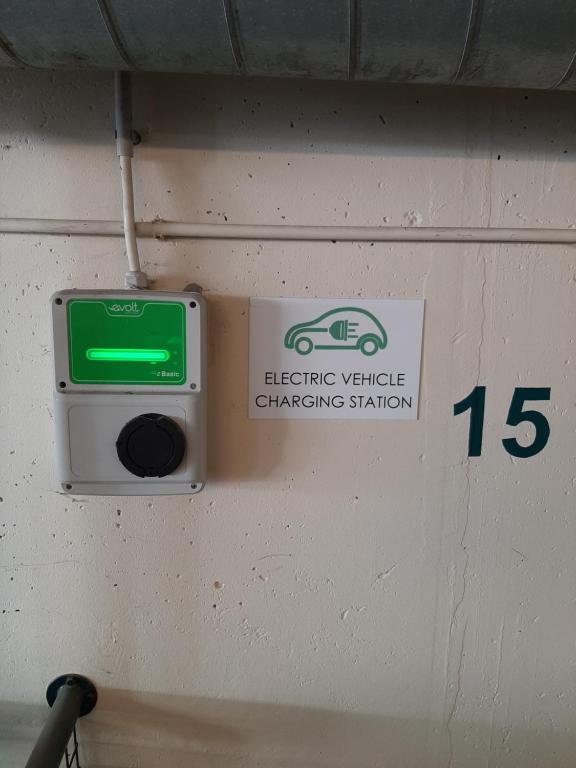 evolt
e Basic
ELECTRIC VEHICLE
CHARGING STATION
15